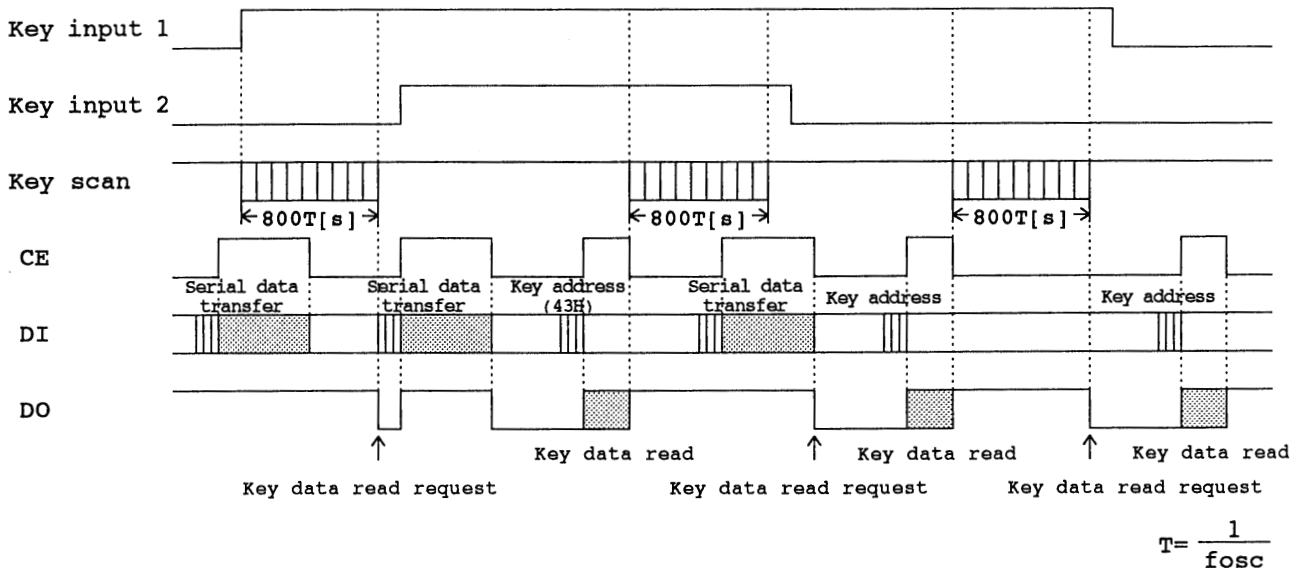 Key input 1
Key input 2
Key scan
800T[s] 800T[s] 800T[s]
CE
Serial data transfer
Serial data transfer
Key address (43H)
Serial data transfer
Key address
Key address
DI
DO
Key data read Key data read Key data read
Key data read request Key data read request Key data read request
T= 1
fosc